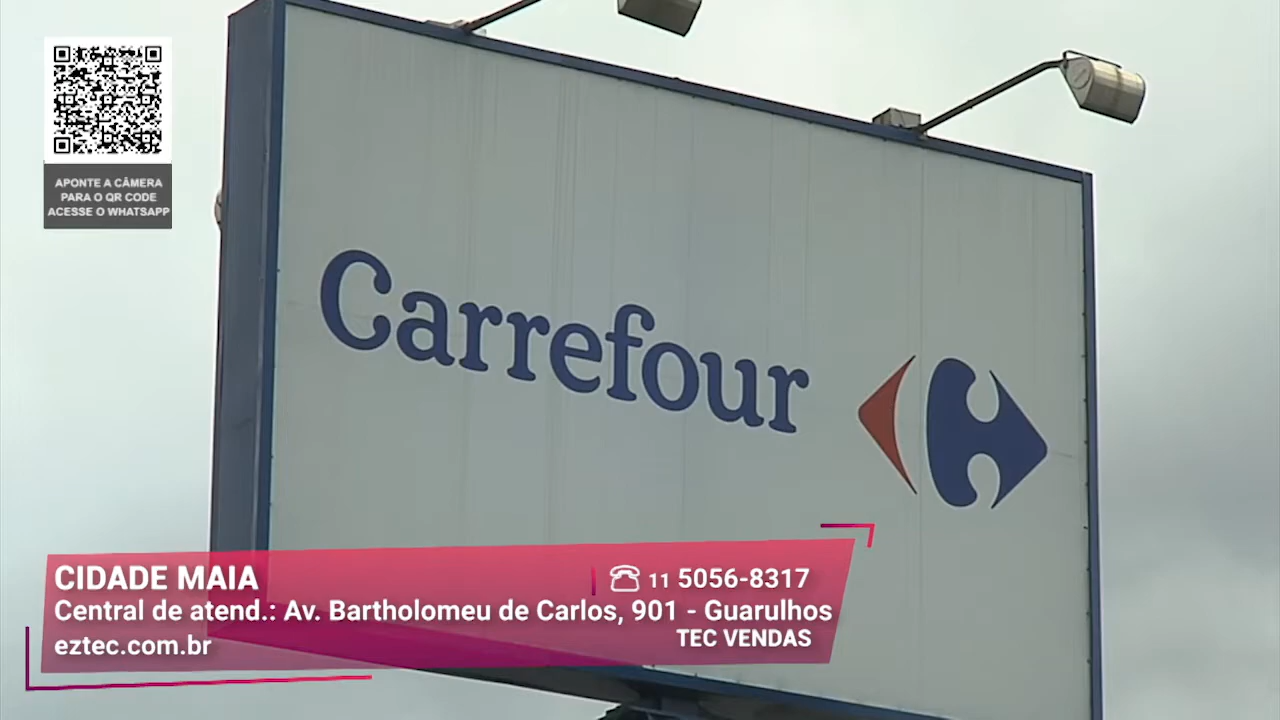 APONTE A CÂMERA
PARA O QR CODE
ACESSE O WHATSAPP
Carrefour
CIDADE MAIA
11 5056-8317
Central de atend.: Av. Bartholomeu de Carlos, 901 - Guarulhos
TEC VENDAS
eztec.com.br